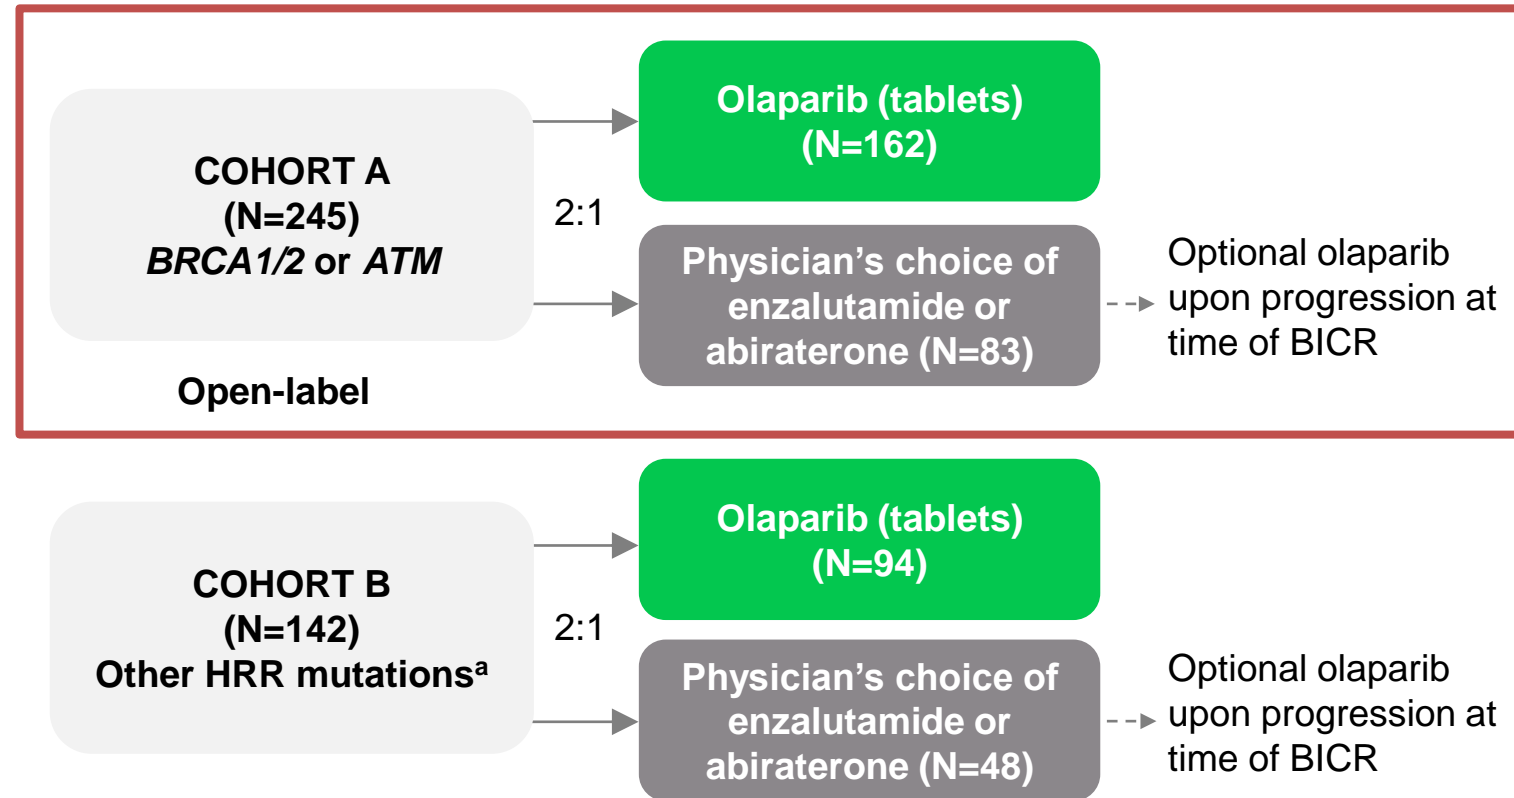 COHORT A
(N=245)
BRCA1/2 or ATM
Open-label
2:1
Olaparib (tablets)
(N=162)
Physician’s choice of
enzalutamide or
abiraterone (N=83)
Optional olaparib
upon progression at
time of BICR
COHORT B
(N=142)
Other HRR mutationsᵃ
2:1
Olaparib (tablets)
(N=94)
Physician’s choice of
enzalutamide or
abiraterone (N=48)
Optional olaparib
upon progression at
time of BICR